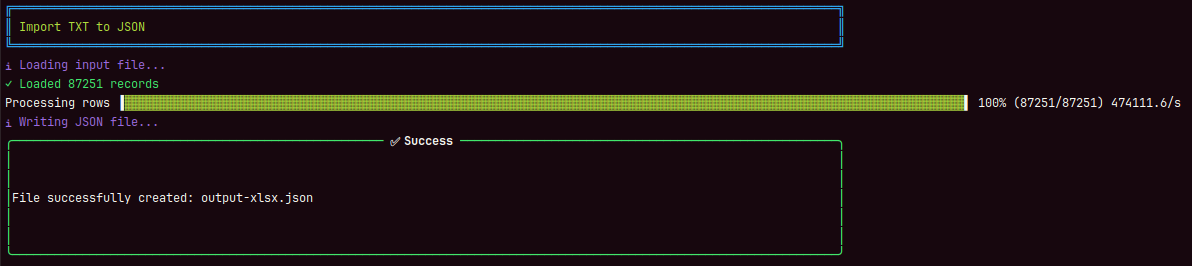 Import TXT to JSON
i Loading input file...
✓ Loaded 87251 records
Processing rows 100% (87251/87251) 474111.6/s
i Writing JSON file...
✅ Success
File successfully created: output-xlsx.json